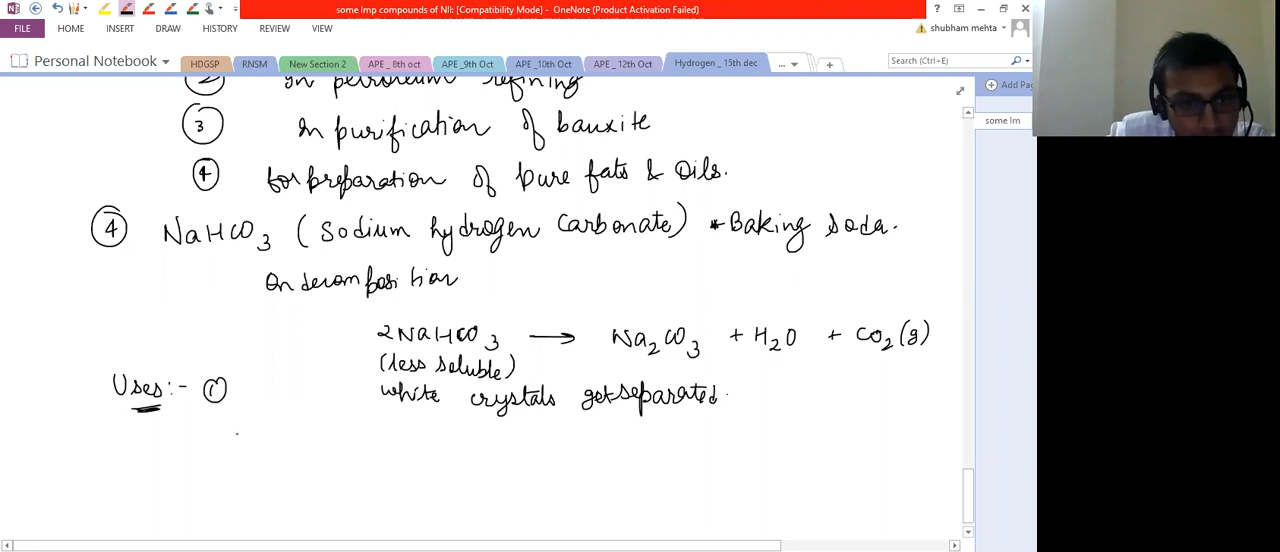 some Imp compounds of NII: [Compatibility Mode] - OneNote (Product Activation Failed)
FILE HOME INSERT DRAW HISTORY REVIEW VIEW shubham mehta
Personal Notebook HDGSP RNSM New Section 2 APE _ 8th oct APE _9th Oct APE _10th Oct APE _ 12th Oct Hydrogen _ 15th dec ... Search (Ctrl+E)
Add Pag
some Im
② In petroleum refining
③ In purification of bauxite
④ for preparation of pure fats & oils.
④ NaHCO3 (Sodium hydrogen Carbonate) * Baking Soda.
On decomposition
2NaHCO3 → Na2CO3 + H2O + CO2(g)
(less soluble)
Uses:- ①
white crystals get separated.